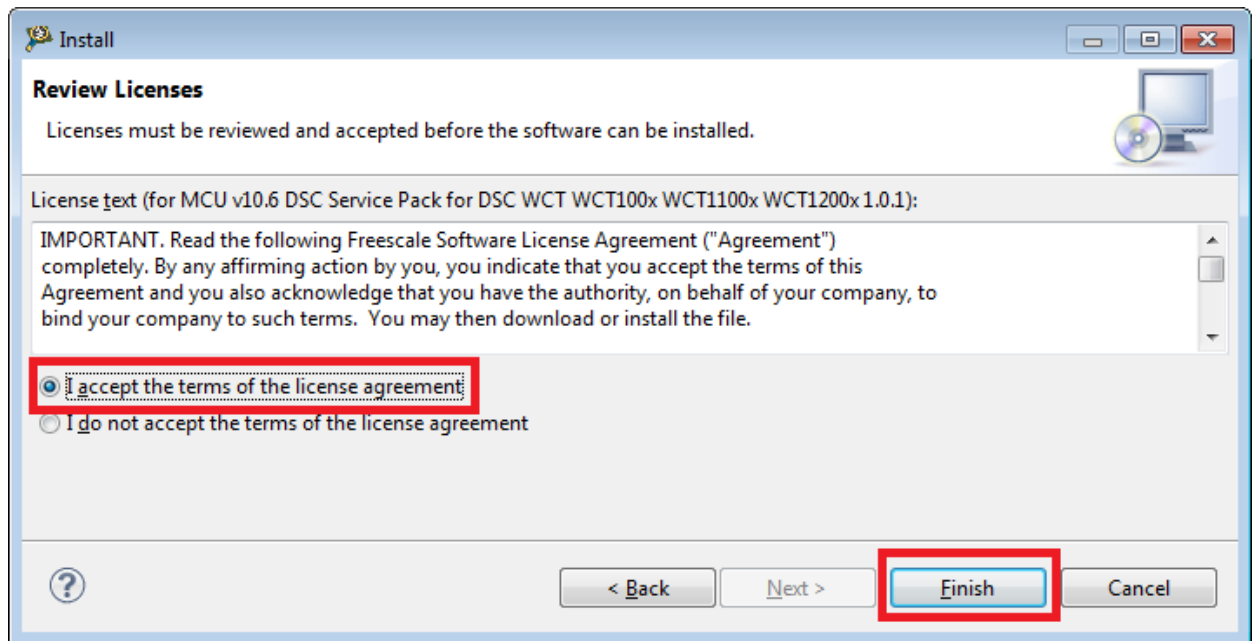 Install
Review Licenses
Licenses must be reviewed and accepted before the software can be installed.
License text (for MCU v10.6 DSC Service Pack for DSC WCT WCT100x WCT1100x WCT1200x 1.0.1):
IMPORTANT. Read the following Freescale Software License Agreement ("Agreement")
completely. By any affirming action by you, you indicate that you accept the terms of this
Agreement and you also acknowledge that you have the authority, on behalf of your company, to
bind your company to such terms.  You may then download or install the file.
I accept the terms of the license agreement
I do not accept the terms of the license agreement
? < Back Next > Finish Cancel